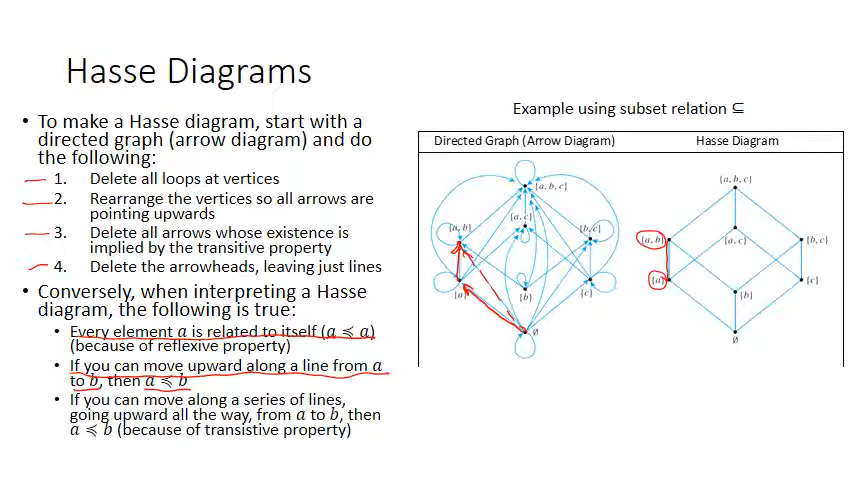 Hasse Diagrams
• To make a Hasse diagram, start with a
directed graph (arrow diagram) and do
the following:
1. Delete all loops at vertices
2. Rearrange the vertices so all arrows are
pointing upwards
3. Delete all arrows whose existence is
implied by the transitive property
4. Delete the arrowheads, leaving just lines
• Conversely, when interpreting a Hasse
diagram, the following is true:
• Every element a is related to itself (a ≼ a)
(because of reflexive property)
• If you can move upward along a line from a
to b, then a ≼ b
• If you can move along a series of lines,
going upward all the way, from a to b, then
a ≼ b (because of transistive property)
Example using subset relation ⊆
Directed Graph (Arrow Diagram)
{a, b, c}
{a, b}
{a, c}
{b, c}
{a}
{b}
{c}
∅
Hasse Diagram
{a, b, c}
{a, b}
{a, c}
{b, c}
{a}
{b}
{c}
∅